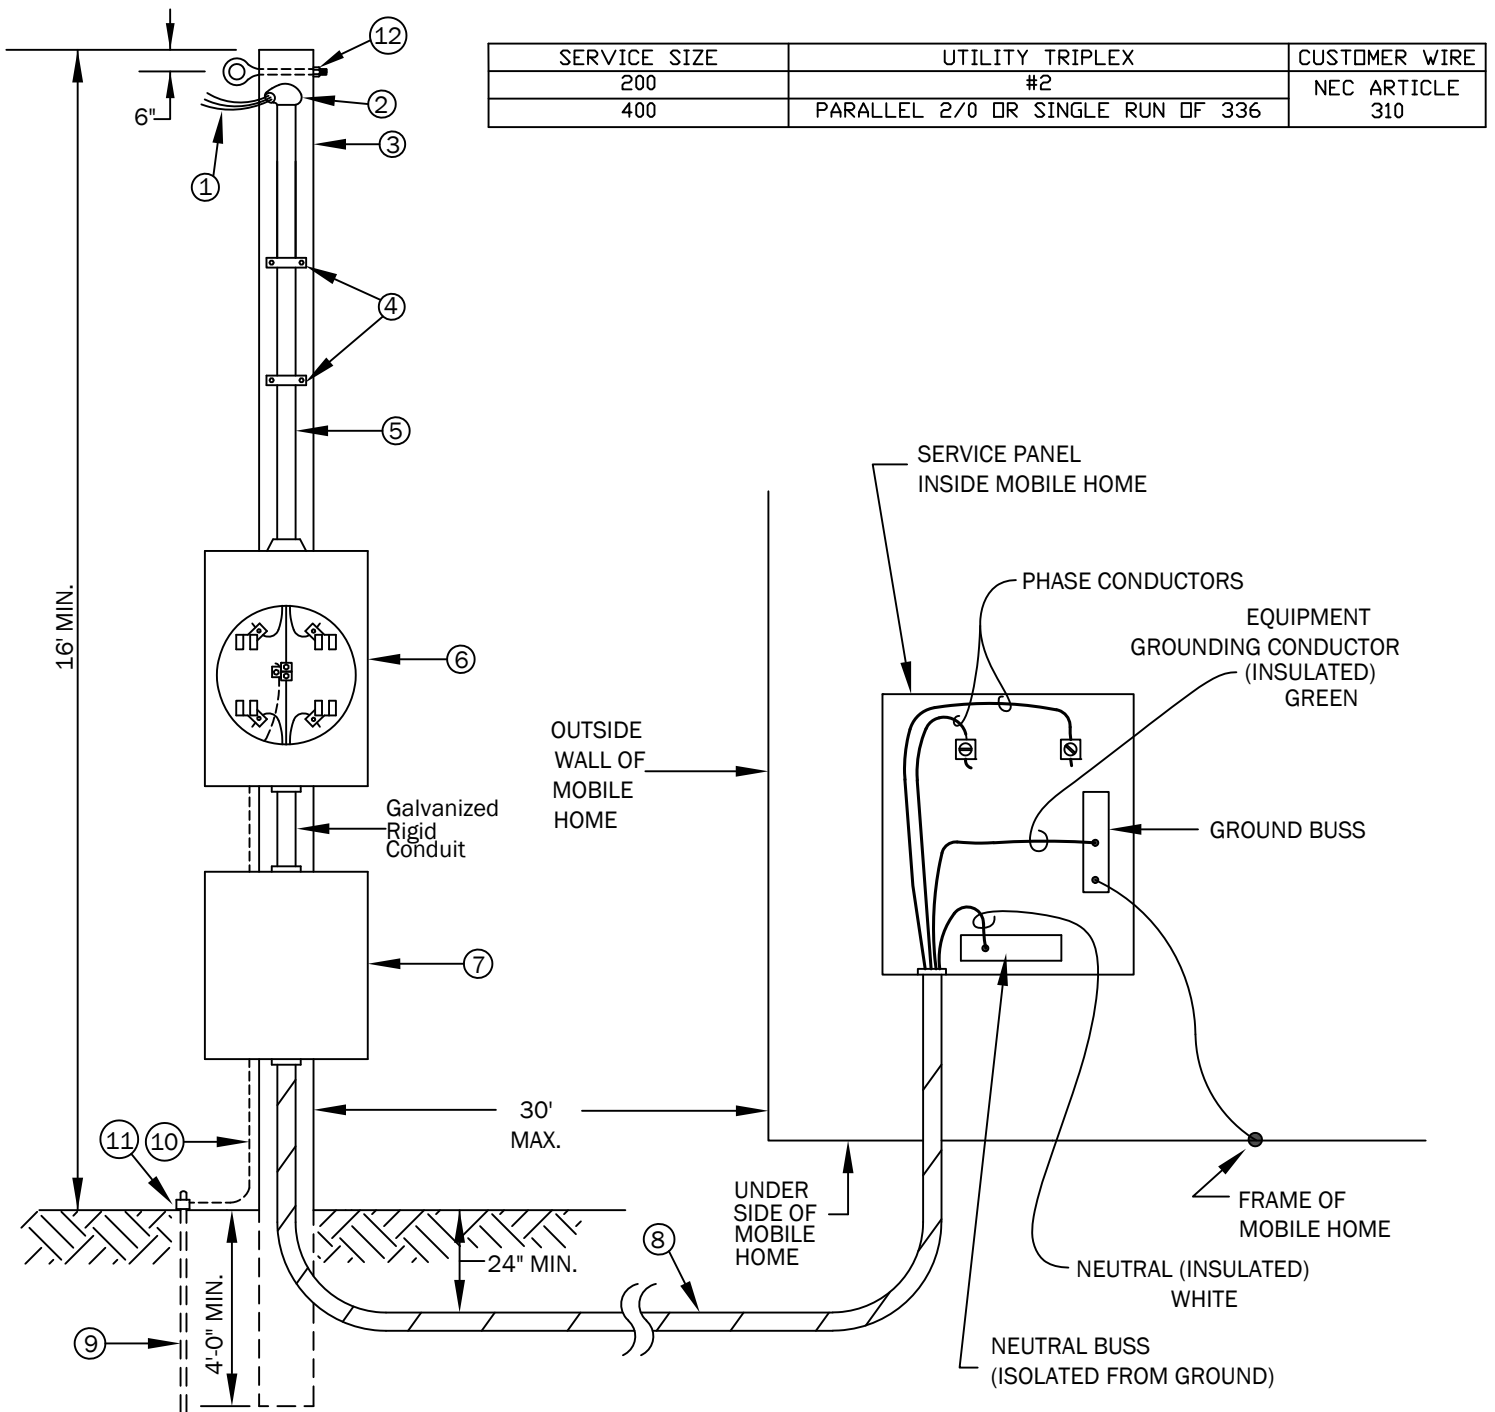 SERVICE SIZE UTILITY TRIPLEX CUSTOMER WIRE
200 #2 NEC ARTICLE
400 PARALLEL 2/0 OR SINGLE RUN OF 336 310
12
2
6"
3
1
4
5
SERVICE PANEL
INSIDE MOBILE HOME
PHASE CONDUCTORS
EQUIPMENT
GROUNDING CONDUCTOR
(INSULATED)
GREEN
16' MIN.
6
OUTSIDE
WALL OF
MOBILE
HOME
Galvanized
Rigid
Conduit
GROUND BUSS
7
30'
MAX.
11
10
UNDER
SIDE OF
MOBILE
HOME
FRAME OF
MOBILE HOME
8
24" MIN.
NEUTRAL (INSULATED)
WHITE
4'-0" MIN.
9
NEUTRAL BUSS
(ISOLATED FROM GROUND)